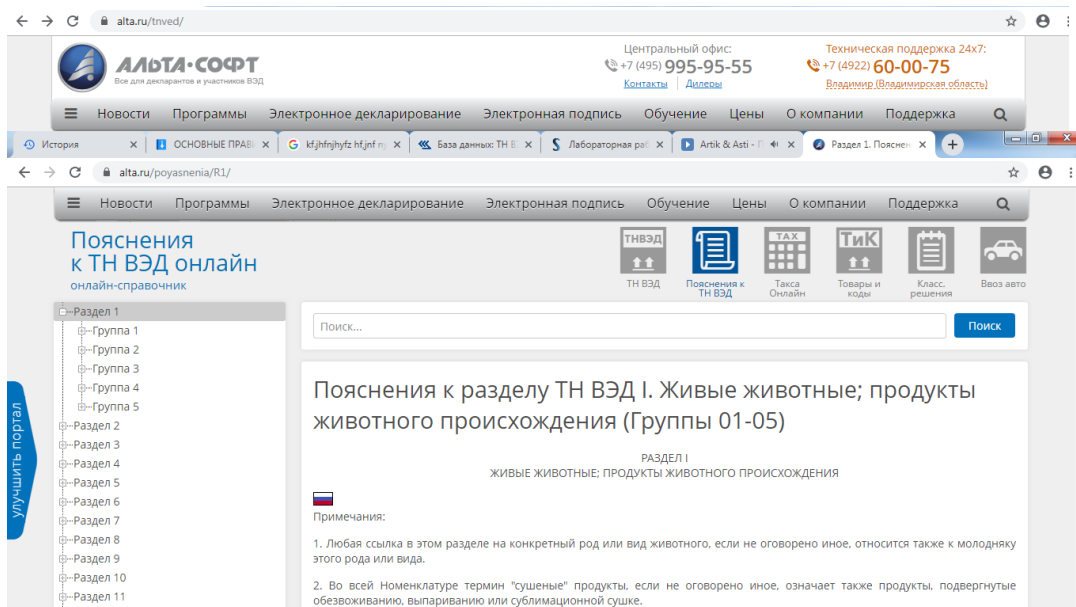 alta.ru/tnved/
АЛЬТА·СОФТ
Все для декларантов и участников ВЭД
Центральный офис:
+7 (495) 995-95-55
Контакты Дилеры
Техническая поддержка 24x7:
+7 (4922) 60-00-75
Владимир (Владимирская область)
Новости Программы Электронное декларирование Электронная подпись Обучение Цены О компании Поддержка
История ОСНОВНЫЕ ПРАВ kf,jhfnjhyfz hf,jnf База данных: ТН В Лабораторная раб Artik & Asti - Раздел 1. Пояснен
alta.ru/poyasnenia/R1/
Новости Программы Электронное декларирование Электронная подпись Обучение Цены О компании Поддержка
Пояснения
к ТН ВЭД онлайн
онлайн-справочник
ТНВЭД TAX ТиК
ТН ВЭД
Пояснения к
ТН ВЭД
Такса
Онлайн
Товары и
коды
Класс.
решения
Ввоз авто
Раздел 1
Группа 1
Группа 2
Группа 3
Группа 4
Группа 5
Раздел 2
Раздел 3
Раздел 4
Раздел 5
Раздел 6
Раздел 7
Раздел 8
Раздел 9
Раздел 10
Раздел 11
улучшить портал
Поиск...
Поиск
Пояснения к разделу ТН ВЭД I. Живые животные; продукты
животного происхождения (Группы 01-05)
РАЗДЕЛ I
ЖИВЫЕ ЖИВОТНЫЕ; ПРОДУКТЫ ЖИВОТНОГО ПРОИСХОЖДЕНИЯ
Примечания:
1. Любая ссылка в этом разделе на конкретный род или вид животного, если не оговорено иное, относится также к молодняку
этого рода или вида.
2. Во всей Номенклатуре термин "сушеные" продукты, если не оговорено иное, означает также продукты, подвергнутые
обезвоживанию, выпариванию или сублимационной сушке.